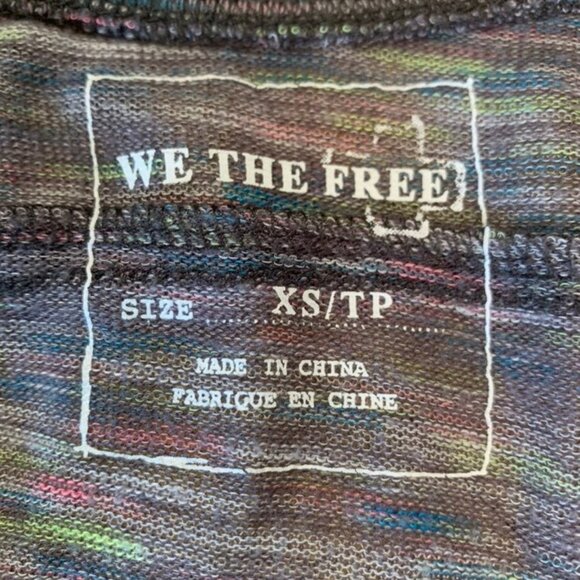 WE THE FREE
SIZE XS/TP
MADE IN CHINA
FABRIQUE EN CHINE